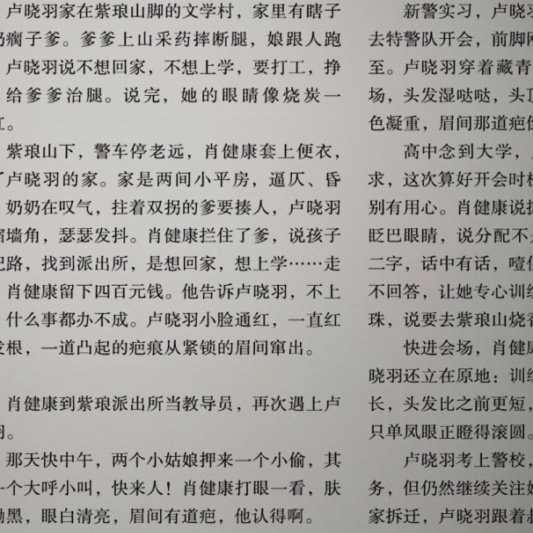 卢晓羽家在紫琅山脚的文学村，家里有瞎子
奶瘸子爹。爹爹上山采药摔断腿，娘跟人跑
卢晓羽说不想回家，不想上学，要打工，挣
给爹爹治腿。说完，她的眼睛像烧炭一
红。
紫琅山下，警车停老远，肖健康套上便衣，
了卢晓羽的家。家是两间小平房，逼仄、昏
奶奶在叹气，拄着双拐的爹要揍人，卢晓羽
缩墙角，瑟瑟发抖。肖健康拦住了爹，说孩子
记路，找到派出所，是想回家，想上学……走
肖健康留下四百元钱。他告诉卢晓羽，不上
什么事都办不成。卢晓羽小脸通红，一直红
发根，一道凸起的疤痕从紧锁的眉间窜出。
肖健康到紫琅派出所当教导员，再次遇上卢
羽。
那天快中午，两个小姑娘押来一个小偷，其
一个大呼小叫，快来人！肖健康打眼一看，肤
黝黑，眼白清亮，眉间有道疤，他认得啊。
新警实习，卢晓羽
去特警队开会，前脚刚
至。卢晓羽穿着藏青
场，头发湿哒哒，头顶
色凝重，眉间那道疤
高中念到大学，
求，这次算好开会时
别有用心。肖健康说
眨巴眼睛，说分配不
二字，话中有话，噎
不回答，让她专心训练
珠，说要去紫琅山烧香
快进会场，肖健康
晓羽还立在原地：训练
长，头发比之前更短，
只单凤眼正瞪得滚圆。
卢晓羽考上警校，
务，但仍然继续关注她
家拆迁，卢晓羽跟着